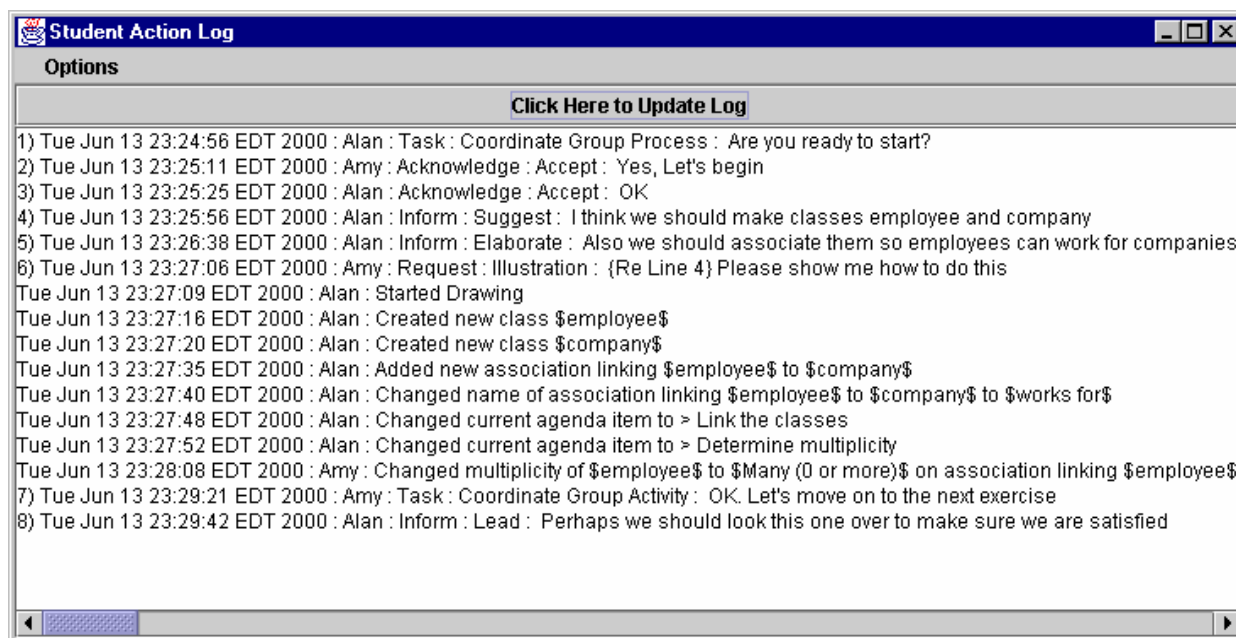 Student Action Log
Options
Click Here to Update Log
1) Tue Jun 13 23:24:56 EDT 2000 : Alan : Task : Coordinate Group Process :  Are you ready to start?
2) Tue Jun 13 23:25:11 EDT 2000 : Amy : Acknowledge : Accept :  Yes, Let's begin
3) Tue Jun 13 23:25:25 EDT 2000 : Alan : Acknowledge : Accept :  OK
4) Tue Jun 13 23:25:56 EDT 2000 : Alan : Inform : Suggest :  I think we should make classes employee and company
5) Tue Jun 13 23:26:38 EDT 2000 : Alan : Inform : Elaborate :  Also we should associate them so employees can work for companies
6) Tue Jun 13 23:27:06 EDT 2000 : Amy : Request : Illustration :  {Re Line 4} Please show me how to do this
Tue Jun 13 23:27:09 EDT 2000 : Alan : Started Drawing
Tue Jun 13 23:27:16 EDT 2000 : Alan : Created new class $employee$
Tue Jun 13 23:27:20 EDT 2000 : Alan : Created new class $company$
Tue Jun 13 23:27:35 EDT 2000 : Alan : Added new association linking $employee$ to $company$
Tue Jun 13 23:27:40 EDT 2000 : Alan : Changed name of association linking $employee$ to $company$ to $works for$
Tue Jun 13 23:27:48 EDT 2000 : Alan : Changed current agenda item to > Link the classes
Tue Jun 13 23:27:52 EDT 2000 : Alan : Changed current agenda item to > Determine multiplicity
Tue Jun 13 23:28:08 EDT 2000 : Amy : Changed multiplicity of $employee$ to $Many (0 or more)$ on association linking $employee$
7) Tue Jun 13 23:29:21 EDT 2000 : Amy : Task : Coordinate Group Activity :  OK. Let's move on to the next exercise
8) Tue Jun 13 23:29:42 EDT 2000 : Alan : Inform : Lead :  Perhaps we should look this one over to make sure we are satisfied